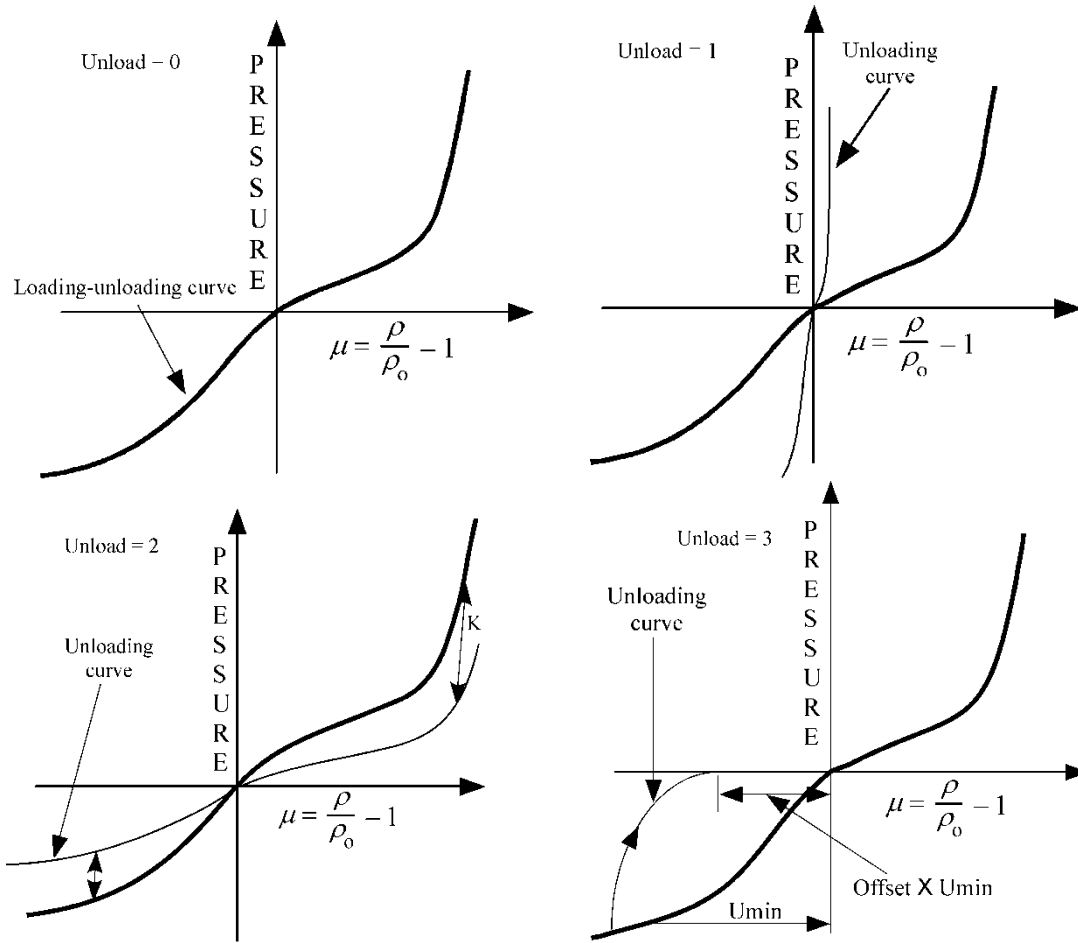 Unload = 0
PRESSURE
Loading-unloading curve
μ = ρ/ρo − 1
Unload = 1
PRESSURE
Unloading
curve
μ = ρ/ρo − 1
Unload = 2
PRESSURE
Unloading
curve
K
μ = ρ/ρo − 1
Unload = 3
PRESSURE
Unloading
curve
μ = ρ/ρo − 1
Offset X Umin
Umin